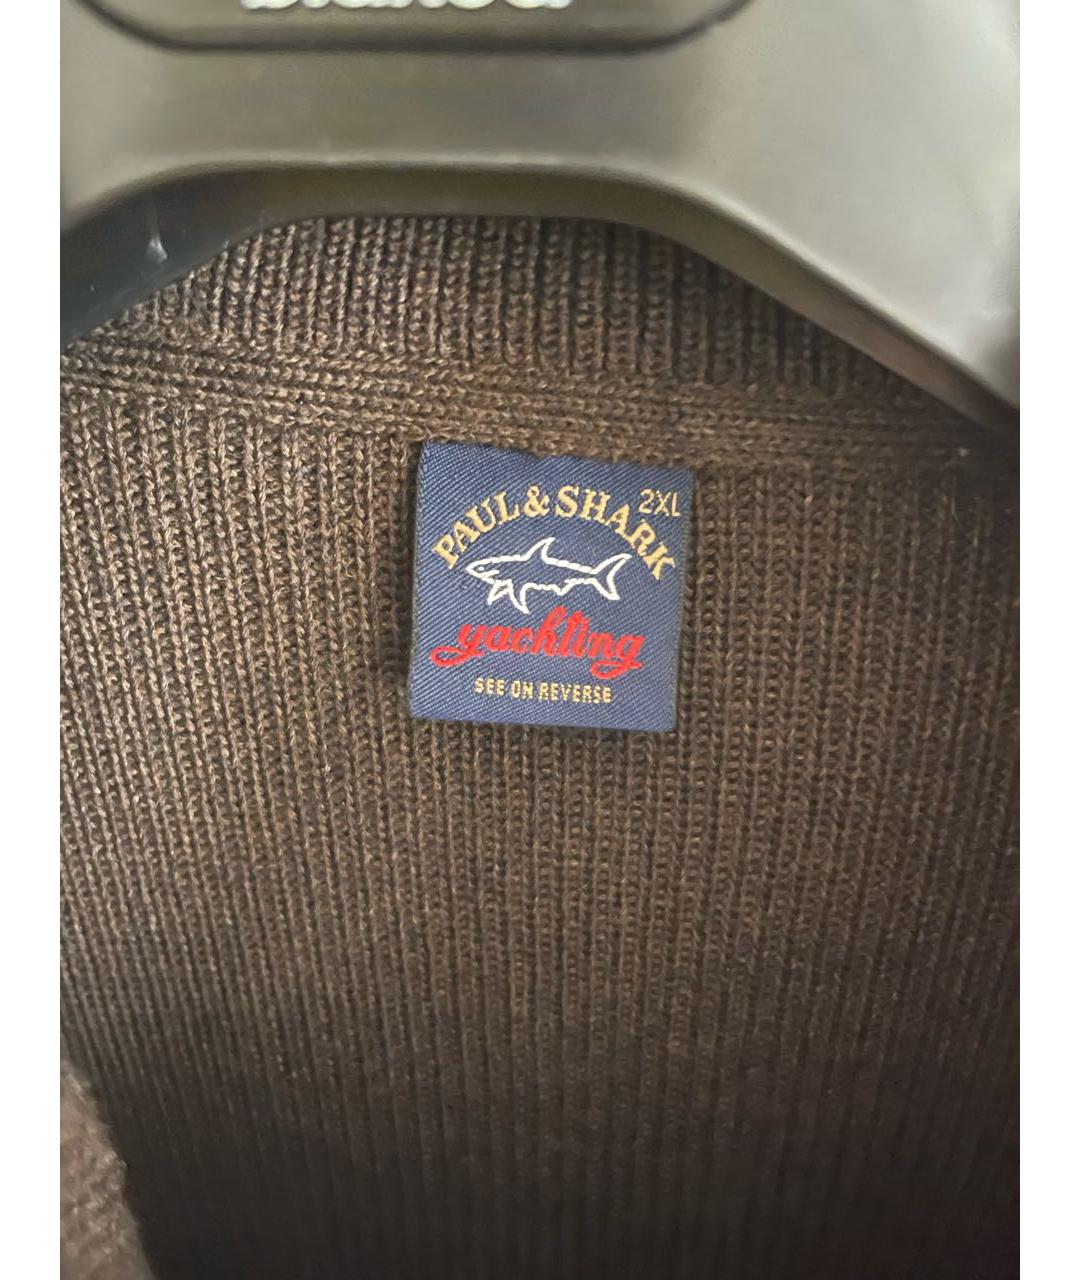 PAUL & SHARK
2XL
yachting
SEE ON REVERSE